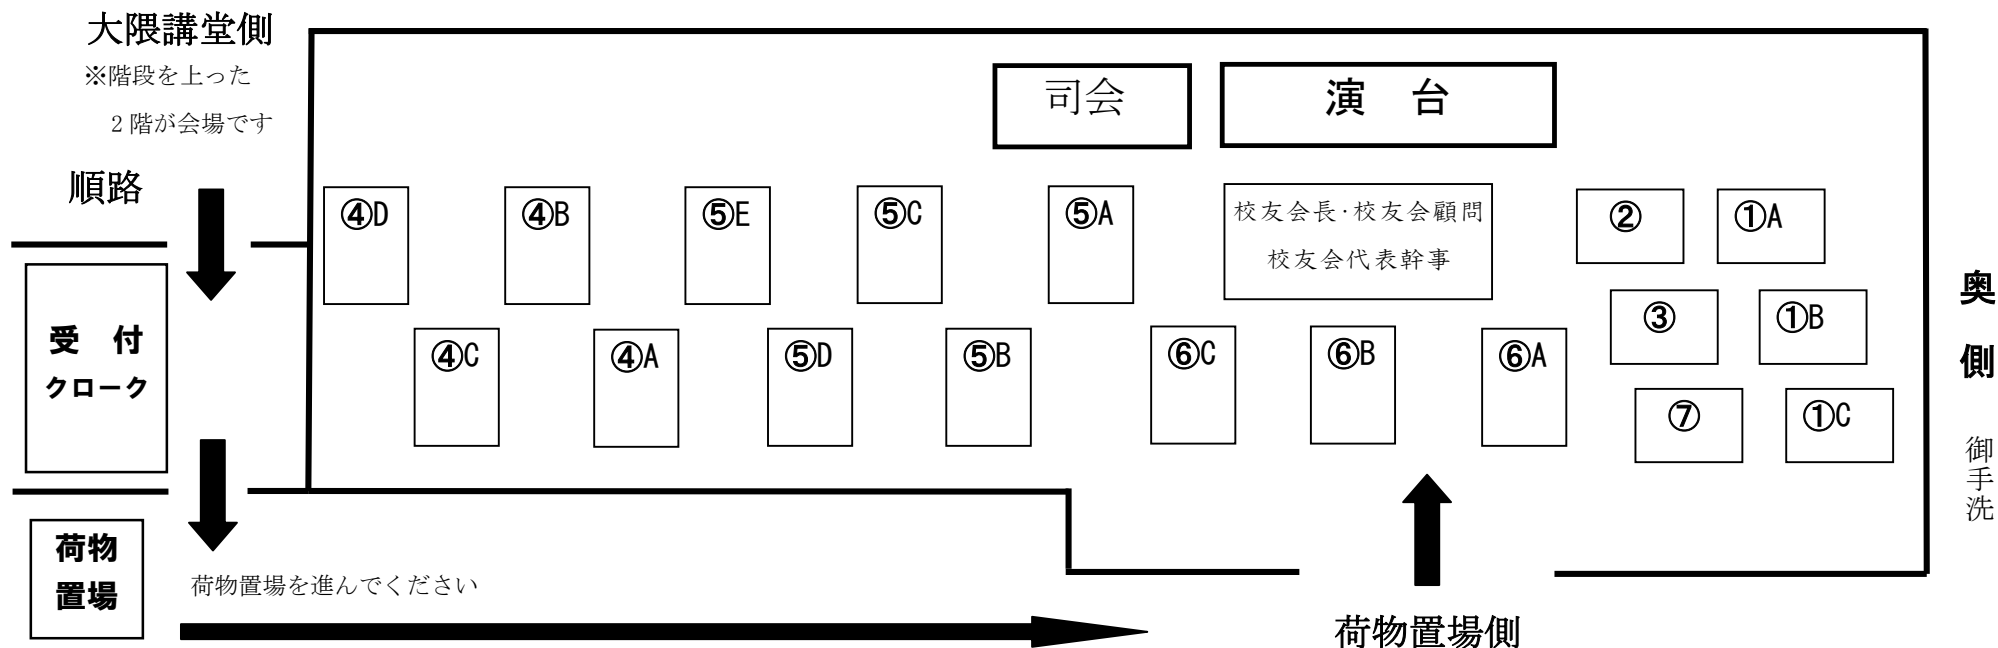 大隈講堂側
※階段を上った
2階が会場です
順路
受　付
クローク
荷物
置場
荷物置場を進んでください
司会
演　台
④D
④B
⑤E
⑤C
⑤A
校友会長・校友会顧問
校友会代表幹事
②
①A
③
①B
④C
④A
⑤D
⑤B
⑥C
⑥B
⑥A
⑦
①C
奥側
御手洗
荷物置場側